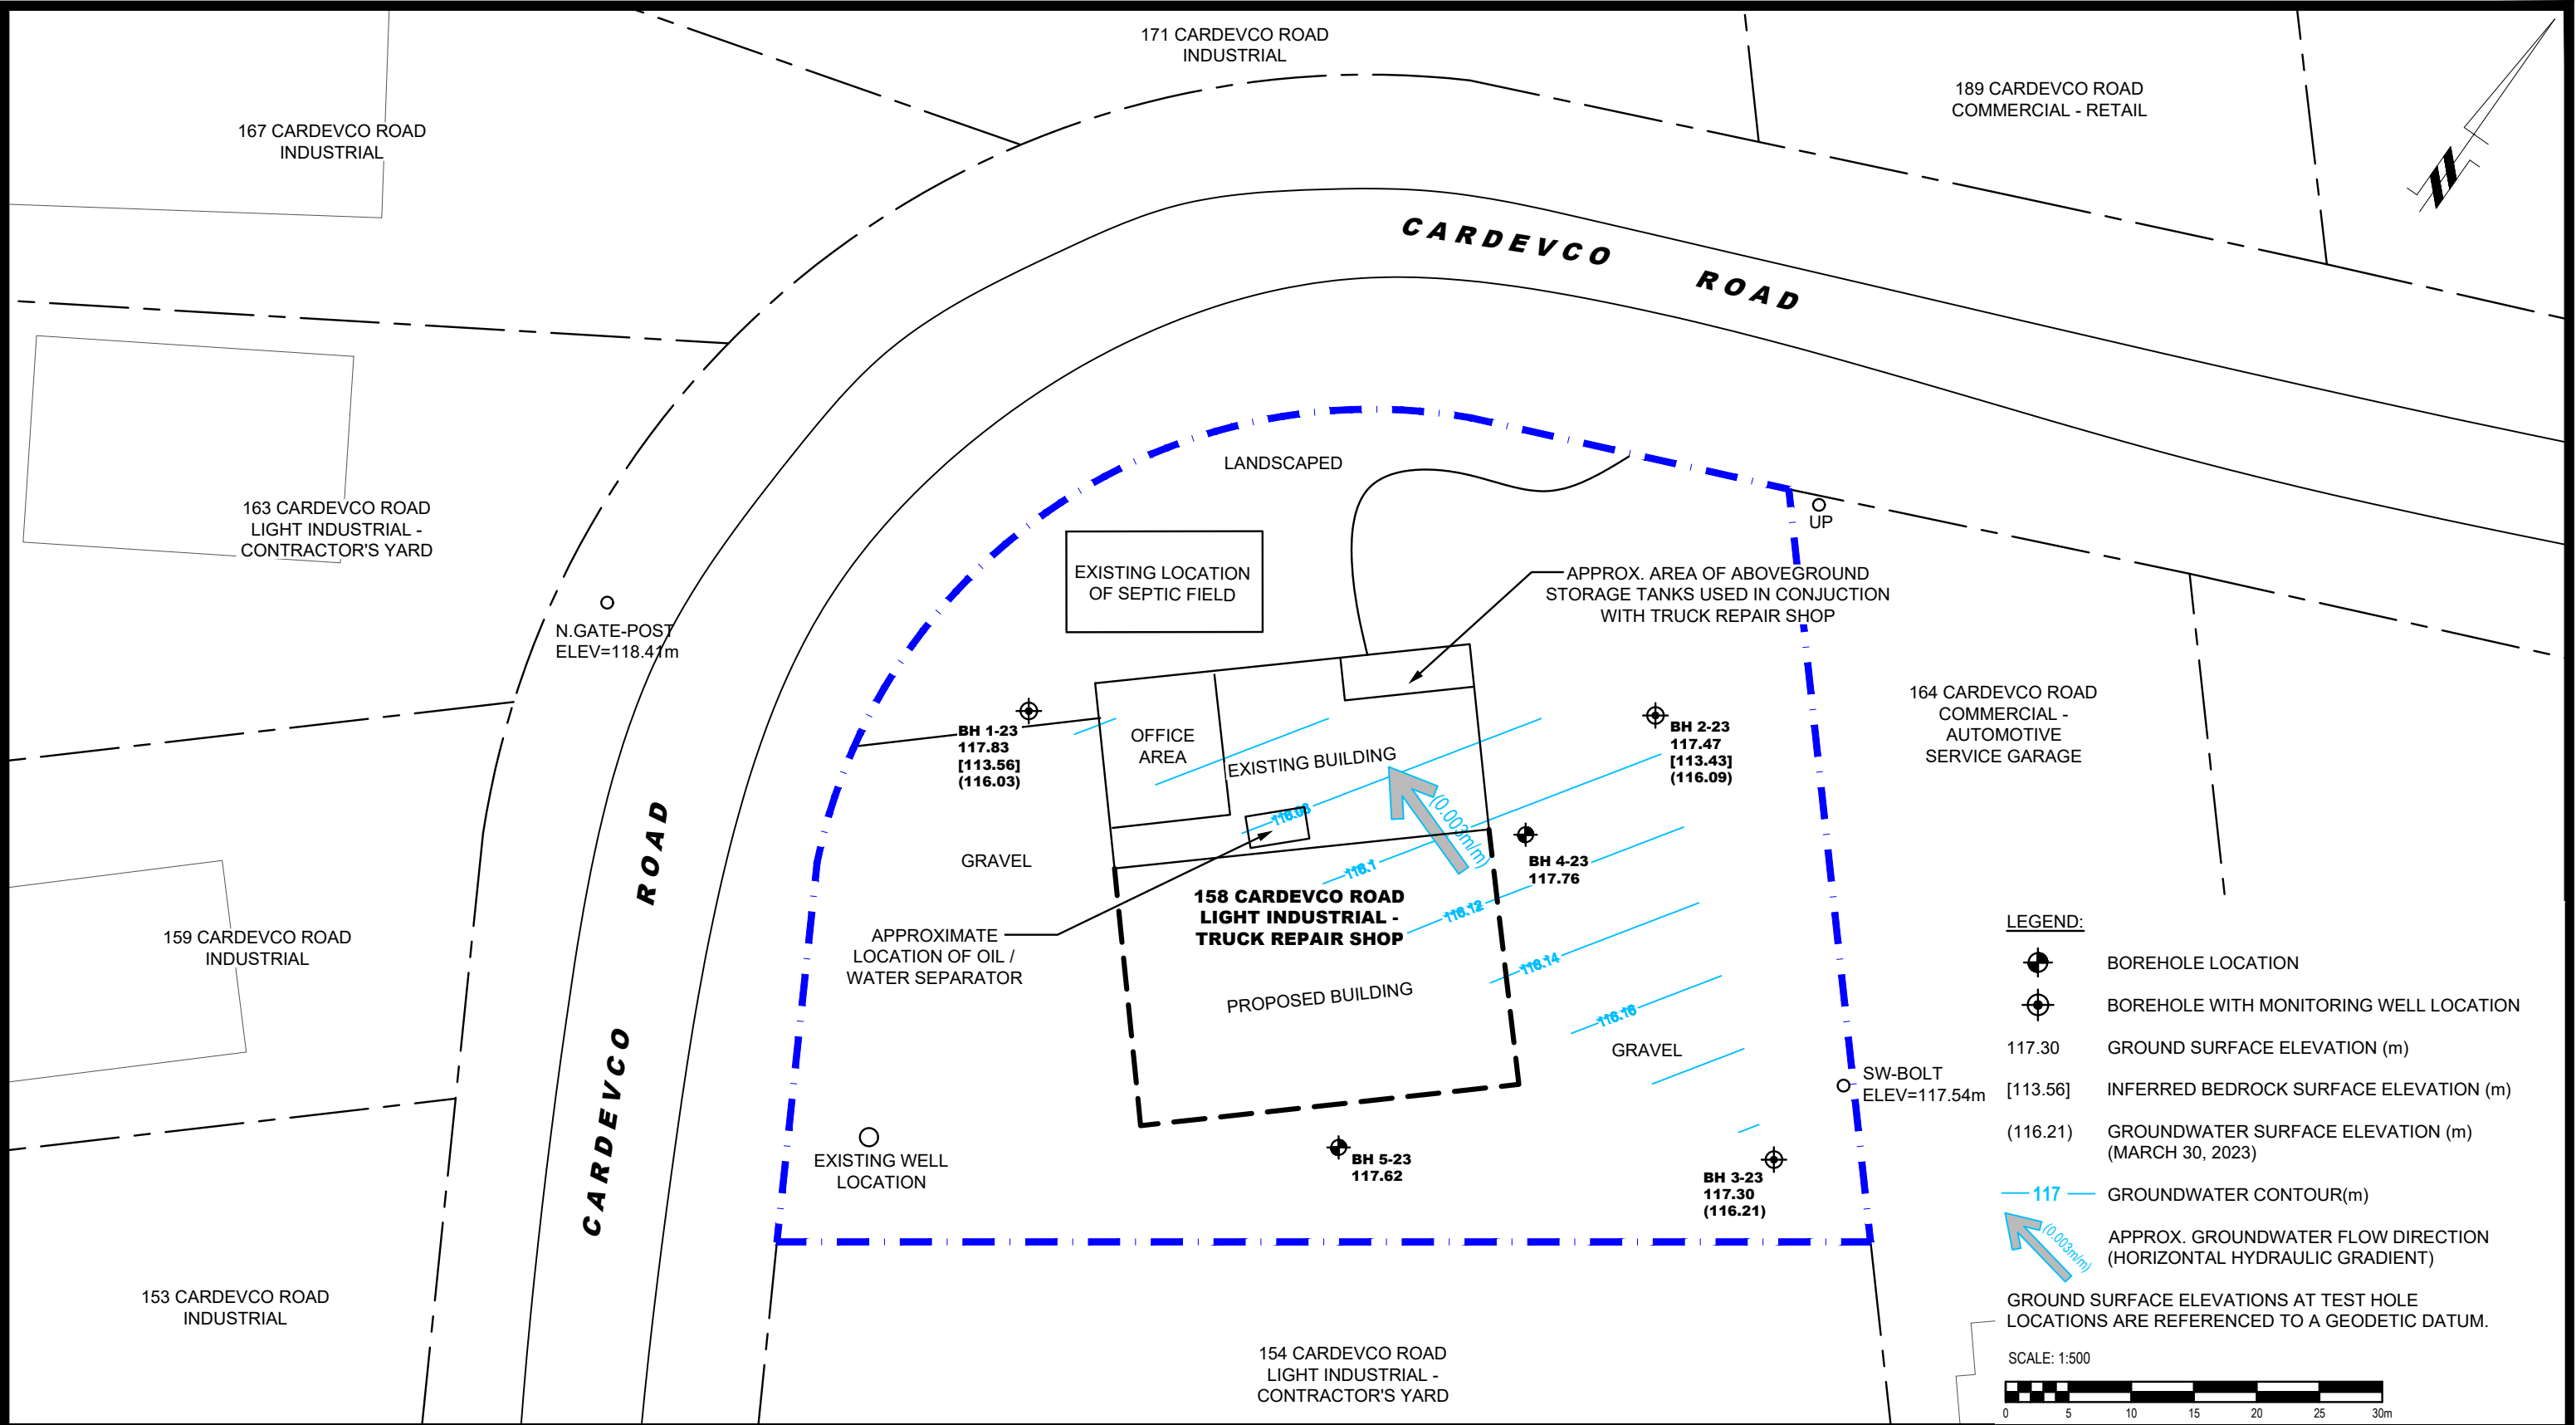 171 CARDEVCO ROAD
INDUSTRIAL
189 CARDEVCO ROAD
COMMERCIAL - RETAIL
167 CARDEVCO ROAD
INDUSTRIAL
CARDEVCO ROAD
LANDSCAPED
163 CARDEVCO ROAD
LIGHT INDUSTRIAL -
CONTRACTOR'S YARD
UP
EXISTING LOCATION
OF SEPTIC FIELD
APPROX. AREA OF ABOVEGROUND
STORAGE TANKS USED IN CONJUCTION
WITH TRUCK REPAIR SHOP
N.GATE-POST
ELEV=118.41m
164 CARDEVCO ROAD
COMMERCIAL -
AUTOMOTIVE
SERVICE GARAGE
BH 1-23
117.83
[113.56]
(116.03)
OFFICE
AREA
EXISTING BUILDING
BH 2-23
117.47
[113.43]
(116.09)
116.08
(0.003m/m)
GRAVEL
116.1
BH 4-23
117.76
158 CARDEVCO ROAD
LIGHT INDUSTRIAL -
TRUCK REPAIR SHOP
116.12
APPROXIMATE
LOCATION OF OIL /
WATER SEPARATOR
159 CARDEVCO ROAD
INDUSTRIAL
116.14
PROPOSED BUILDING
116.16
GRAVEL
CARDEVCO ROAD
SW-BOLT
ELEV=117.54m
EXISTING WELL
LOCATION
BH 5-23
117.62
BH 3-23
117.30
(116.21)
153 CARDEVCO ROAD
INDUSTRIAL
154 CARDEVCO ROAD
LIGHT INDUSTRIAL -
CONTRACTOR'S YARD
LEGEND:
BOREHOLE LOCATION
BOREHOLE WITH MONITORING WELL LOCATION
117.30 GROUND SURFACE ELEVATION (m)
[113.56] INFERRED BEDROCK SURFACE ELEVATION (m)
(116.21) GROUNDWATER SURFACE ELEVATION (m)
(MARCH 30, 2023)
117 GROUNDWATER CONTOUR(m)
(0.003m/m) APPROX. GROUNDWATER FLOW DIRECTION
(HORIZONTAL HYDRAULIC GRADIENT)
GROUND SURFACE ELEVATIONS AT TEST HOLE
LOCATIONS ARE REFERENCED TO A GEODETIC DATUM.
SCALE: 1:500
0 5 10 15 20 25 30m